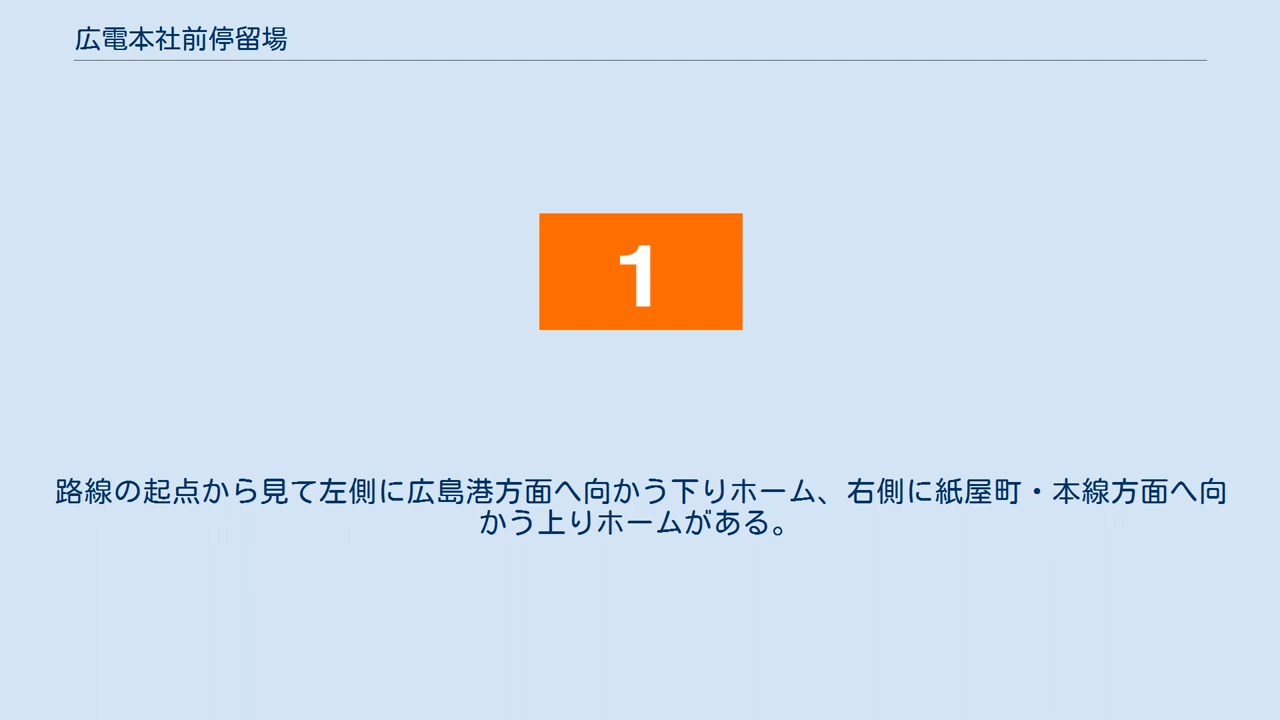 広電本社前停留場
1
路線の起点から見て左側に広島港方面へ向かう下りホーム、右側に紙屋町・本線方面へ向
かう上りホームがある。